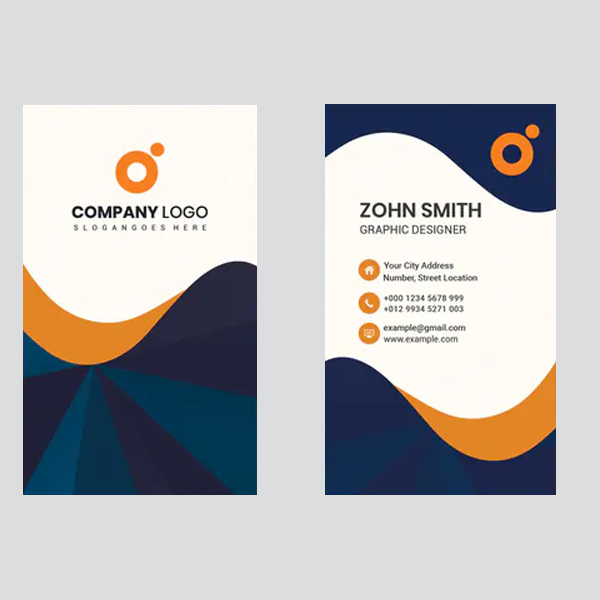 COMPANY LOGO
SLOGANGOES HERE
ZOHN SMITH
GRAPHIC DESIGNER
Your City Address
Number, Street Location
+000 1234 5678 999
+012 9934 5271 003
example@gmail.com
www.example.com